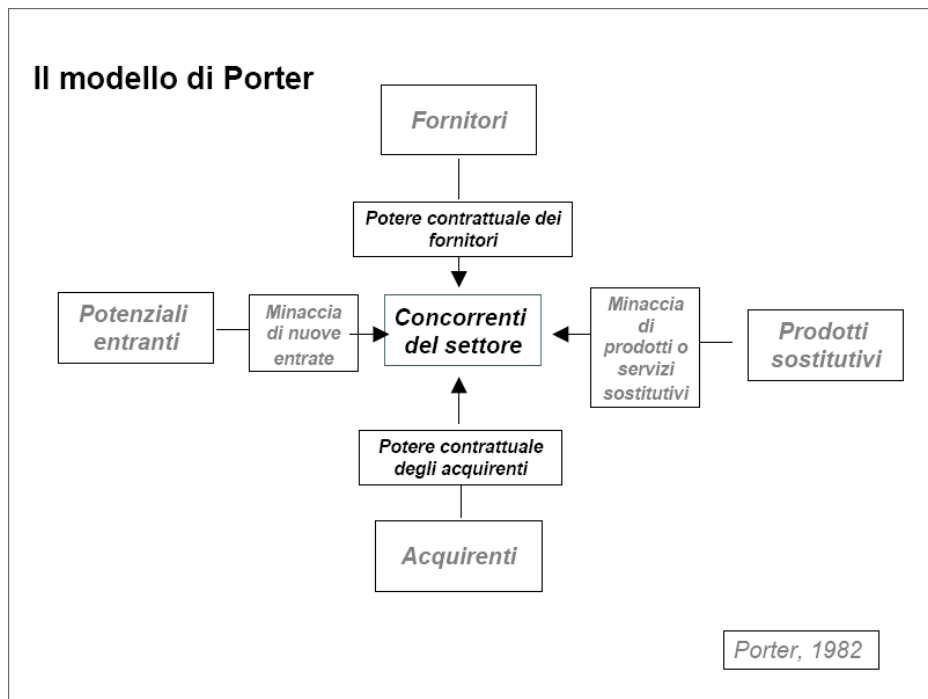 Il modello di Porter
Fornitori
Potere contrattuale dei
fornitori
Potenziali
entranti
Minaccia
di nuove
entrate
Concorrenti
del settore
Minaccia
di
prodotti o
servizi
sostitutivi
Prodotti
sostitutivi
Potere contrattuale
degli acquirenti
Acquirenti
Porter, 1982